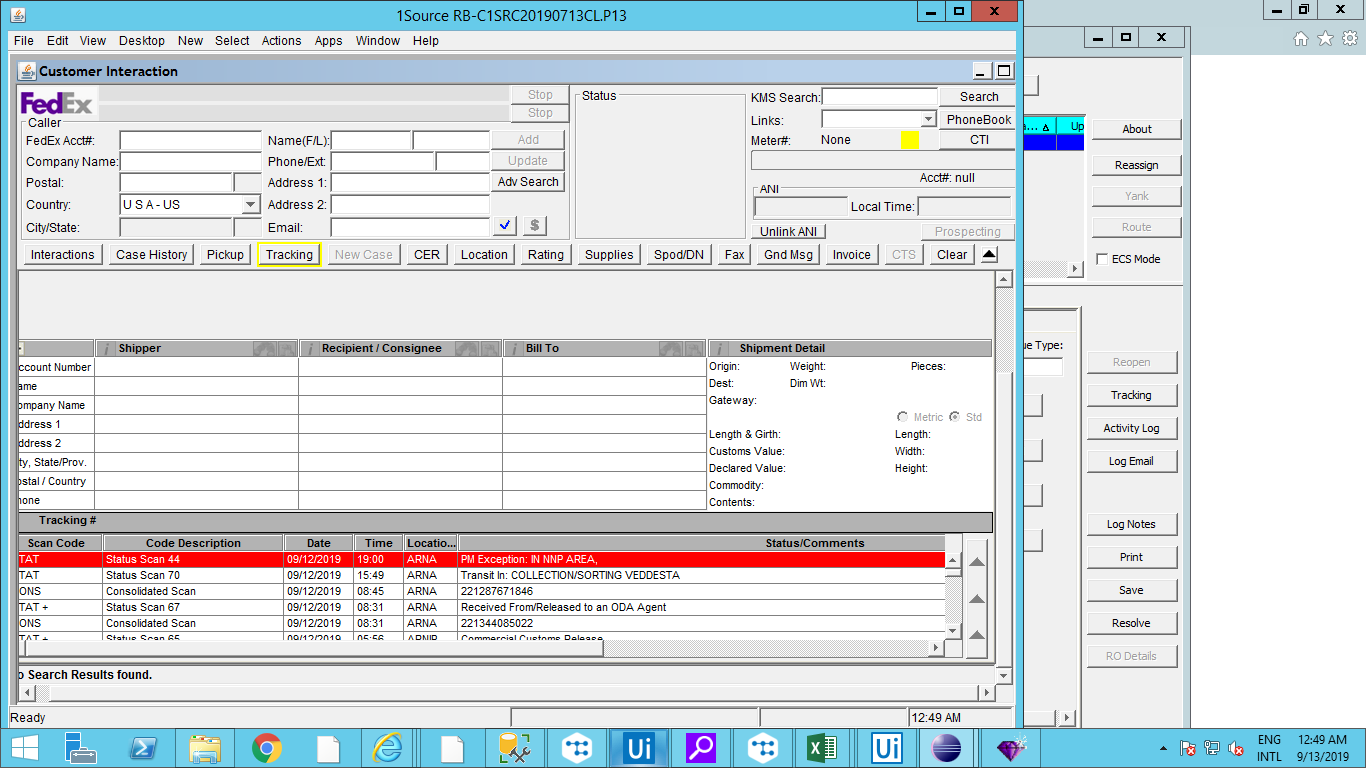 1Source RB-C1SRC20190713CL.P13
File Edit View Desktop New Select Actions Apps Window Help
Customer Interaction
FedEx
Stop
Stop
Caller
FedEx Acct#:
Name(F/L):
Add
Company Name:
Phone/Ext:
Update
Postal:
Address 1:
Adv Search
Country:
U S A - US
Address 2:
City/State:
Email:
$
Status
KMS Search:
Search
Links:
PhoneBook
Meter#:
None
CTI
Acct#: null
ANI
Local Time:
Unlink ANI
Prospecting
Interactions Case History Pickup Tracking New Case CER Location Rating Supplies Spod/DN Fax Gnd Msg Invoice CTS Clear
i Shipper i Recipient / Consignee i Bill To i Shipment Detail
ccount Number
ame
ompany Name
ddress 1
ddress 2
ty, State/Prov.
ostal / Country
hone
Origin: Weight: Pieces:
Dest: Dim Wt:
Gateway:
Metric Std
Length & Girth: Length:
Customs Value: Width:
Declared Value: Height:
Commodity:
Contents:
Tracking #
Scan Code Code Description Date Time Locatio... Status/Comments
TAT Status Scan 44 09/12/2019 19:00 ARNA PM Exception: IN NNP AREA,
TAT Status Scan 70 09/12/2019 15:49 ARNA Transit In: COLLECTION/SORTING VEDDESTA
ONS Consolidated Scan 09/12/2019 08:45 ARNA 221287671846
TAT + Status Scan 67 09/12/2019 08:31 ARNA Received From/Released to an ODA Agent
ONS Consolidated Scan 09/12/2019 08:31 ARNA 221344085022
TAT + Status Scan 65 09/12/2019 05:56 ARNIP Commercial Customs Release
o Search Results found.
Ready
12:49 AM
a... Up
About
Reassign
Yank
Route
ECS Mode
ue Type:
Reopen
Tracking
Activity Log
Log Email
Log Notes
Print
Save
Resolve
RO Details
Ui
Ui
ENG
INTL
12:49 AM
9/13/2019